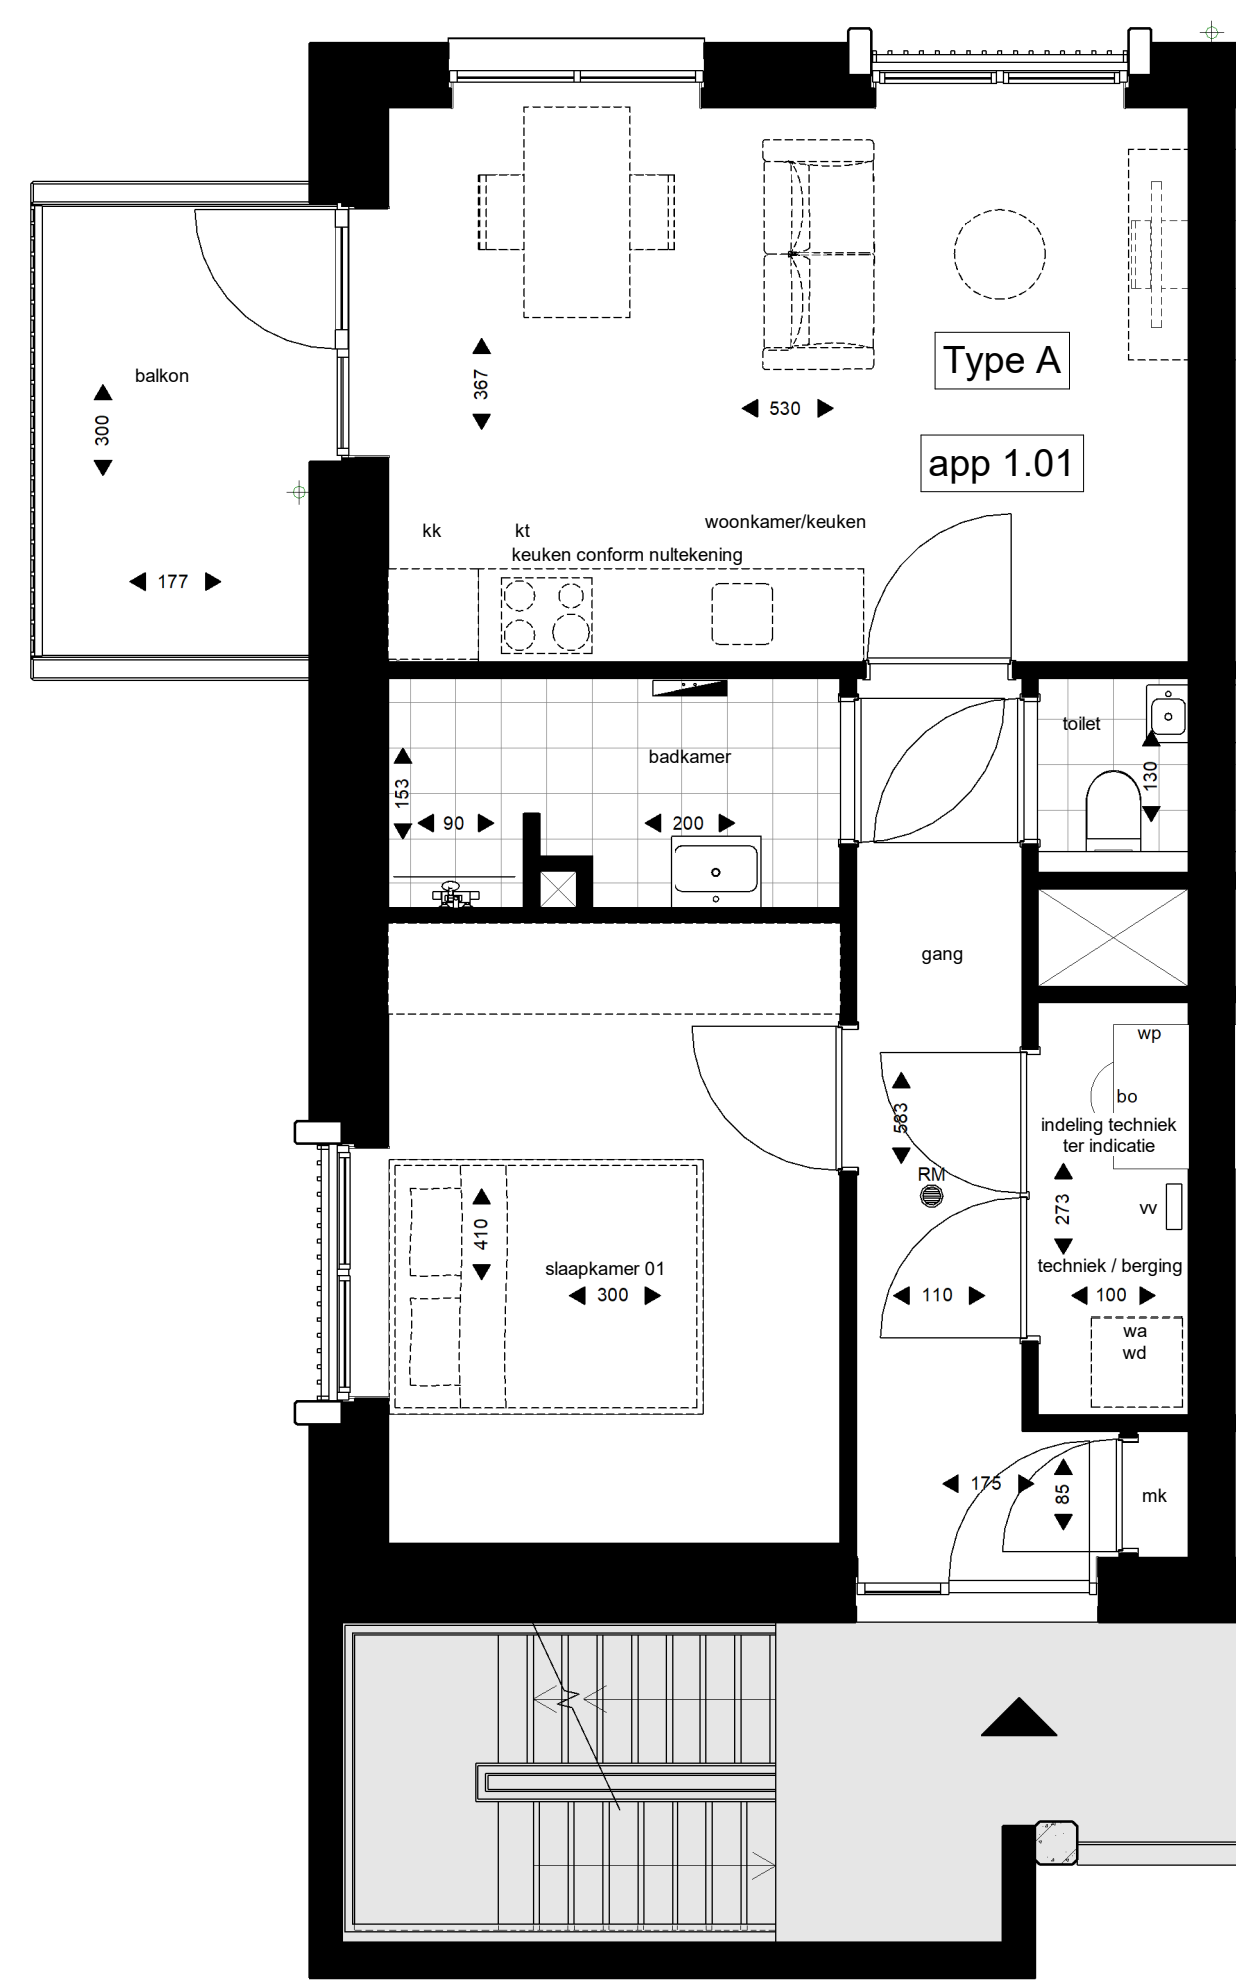 Type A
balkon
367
300
530
app 1.01
woonkamer/keuken
kk
kt
keuken conform nultekening
177
toilet
badkamer
130
153
90
200
gang
wp
bo
583
indeling techniek
ter indicatie
RM
273
vv
410
slaapkamer 01
techniek / berging
300
110
100
wa
wd
175
85
mk